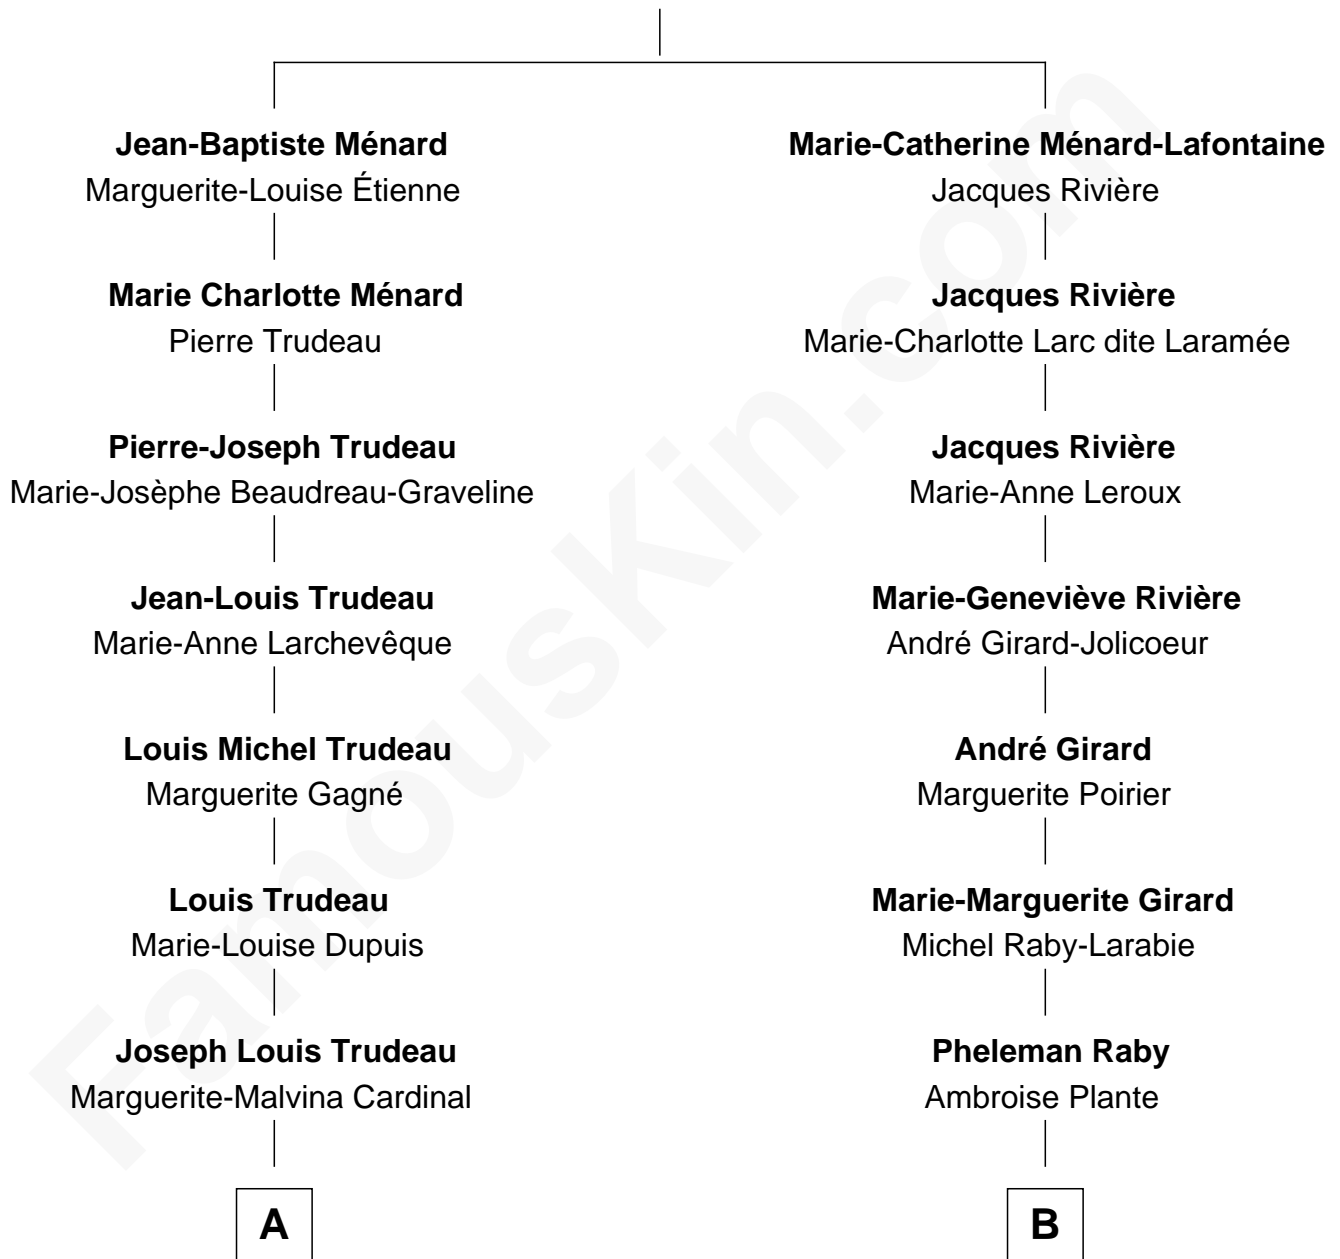 Jean-Baptiste Ménard
Marguerite-Louise Étienne
Marie Charlotte Ménard
Pierre Trudeau
Pierre-Joseph Trudeau
Marie-Josèphe Beaudreau-Graveline
Jean-Louis Trudeau
Marie-Anne Larchevêque
Louis Michel Trudeau
Marguerite Gagné
Louis Trudeau
Marie-Louise Dupuis
Joseph Louis Trudeau
Marguerite-Malvina Cardinal
A
Marie-Catherine Ménard-Lafontaine
Jacques Rivière
Jacques Rivière
Marie-Charlotte Larc dite Laramée
Jacques Rivière
Marie-Anne Leroux
Marie-Geneviève Rivière
André Girard-Jolicoeur
André Girard
Marguerite Poirier
Marie-Marguerite Girard
Michel Raby-Larabie
Pheleman Raby
Ambroise Plante
B
FamousKin.com